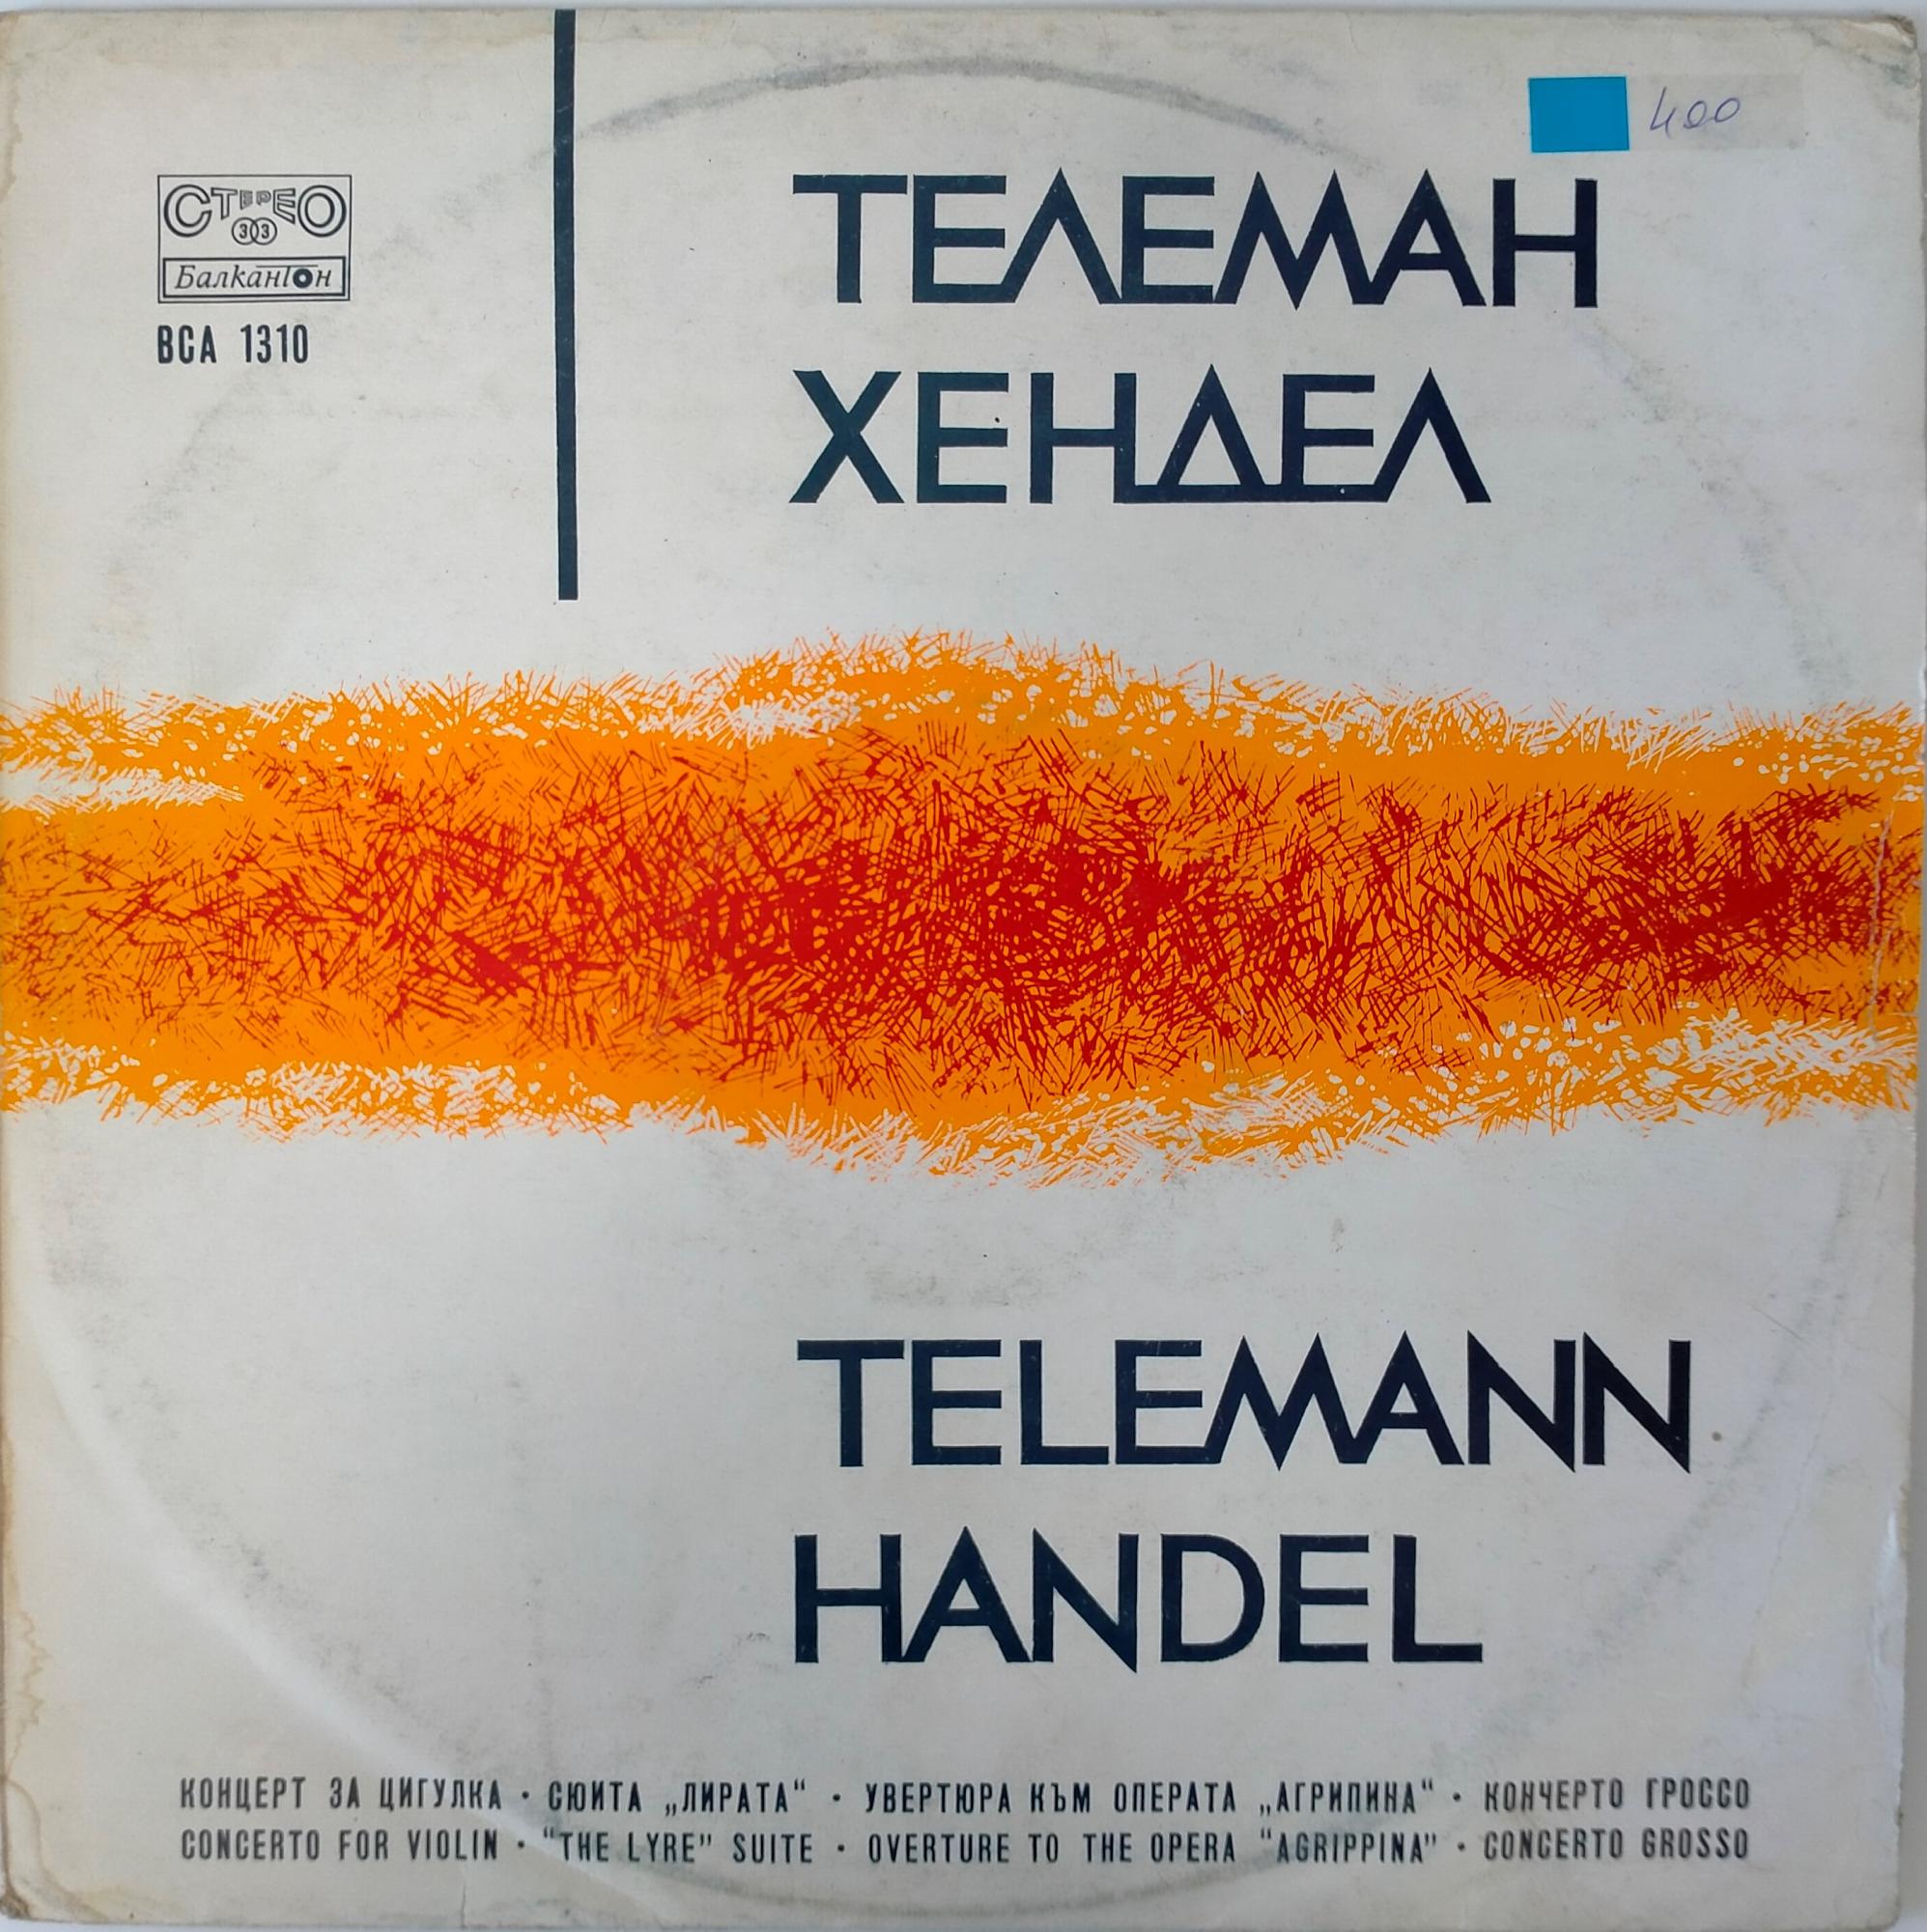 400
СТЕРЕО
33
Балкантон
ВСА 1310
ТЕЛЕМАН
ХЕНДЕЛ
TELEMANN
HANDEL
КОНЦЕРТ ЗА ЦИГУЛКА • СЮИТА „ЛИРАТА“ • УВЕРТЮРА КЪМ ОПЕРАТА „АГРИПИНА“ • КОНЧЕРТО ГРОССО
CONCERTO FOR VIOLIN • “THE LYRE” SUITE • OVERTURE TO THE OPERA “AGRIPPINA” • CONCERTO GROSSO